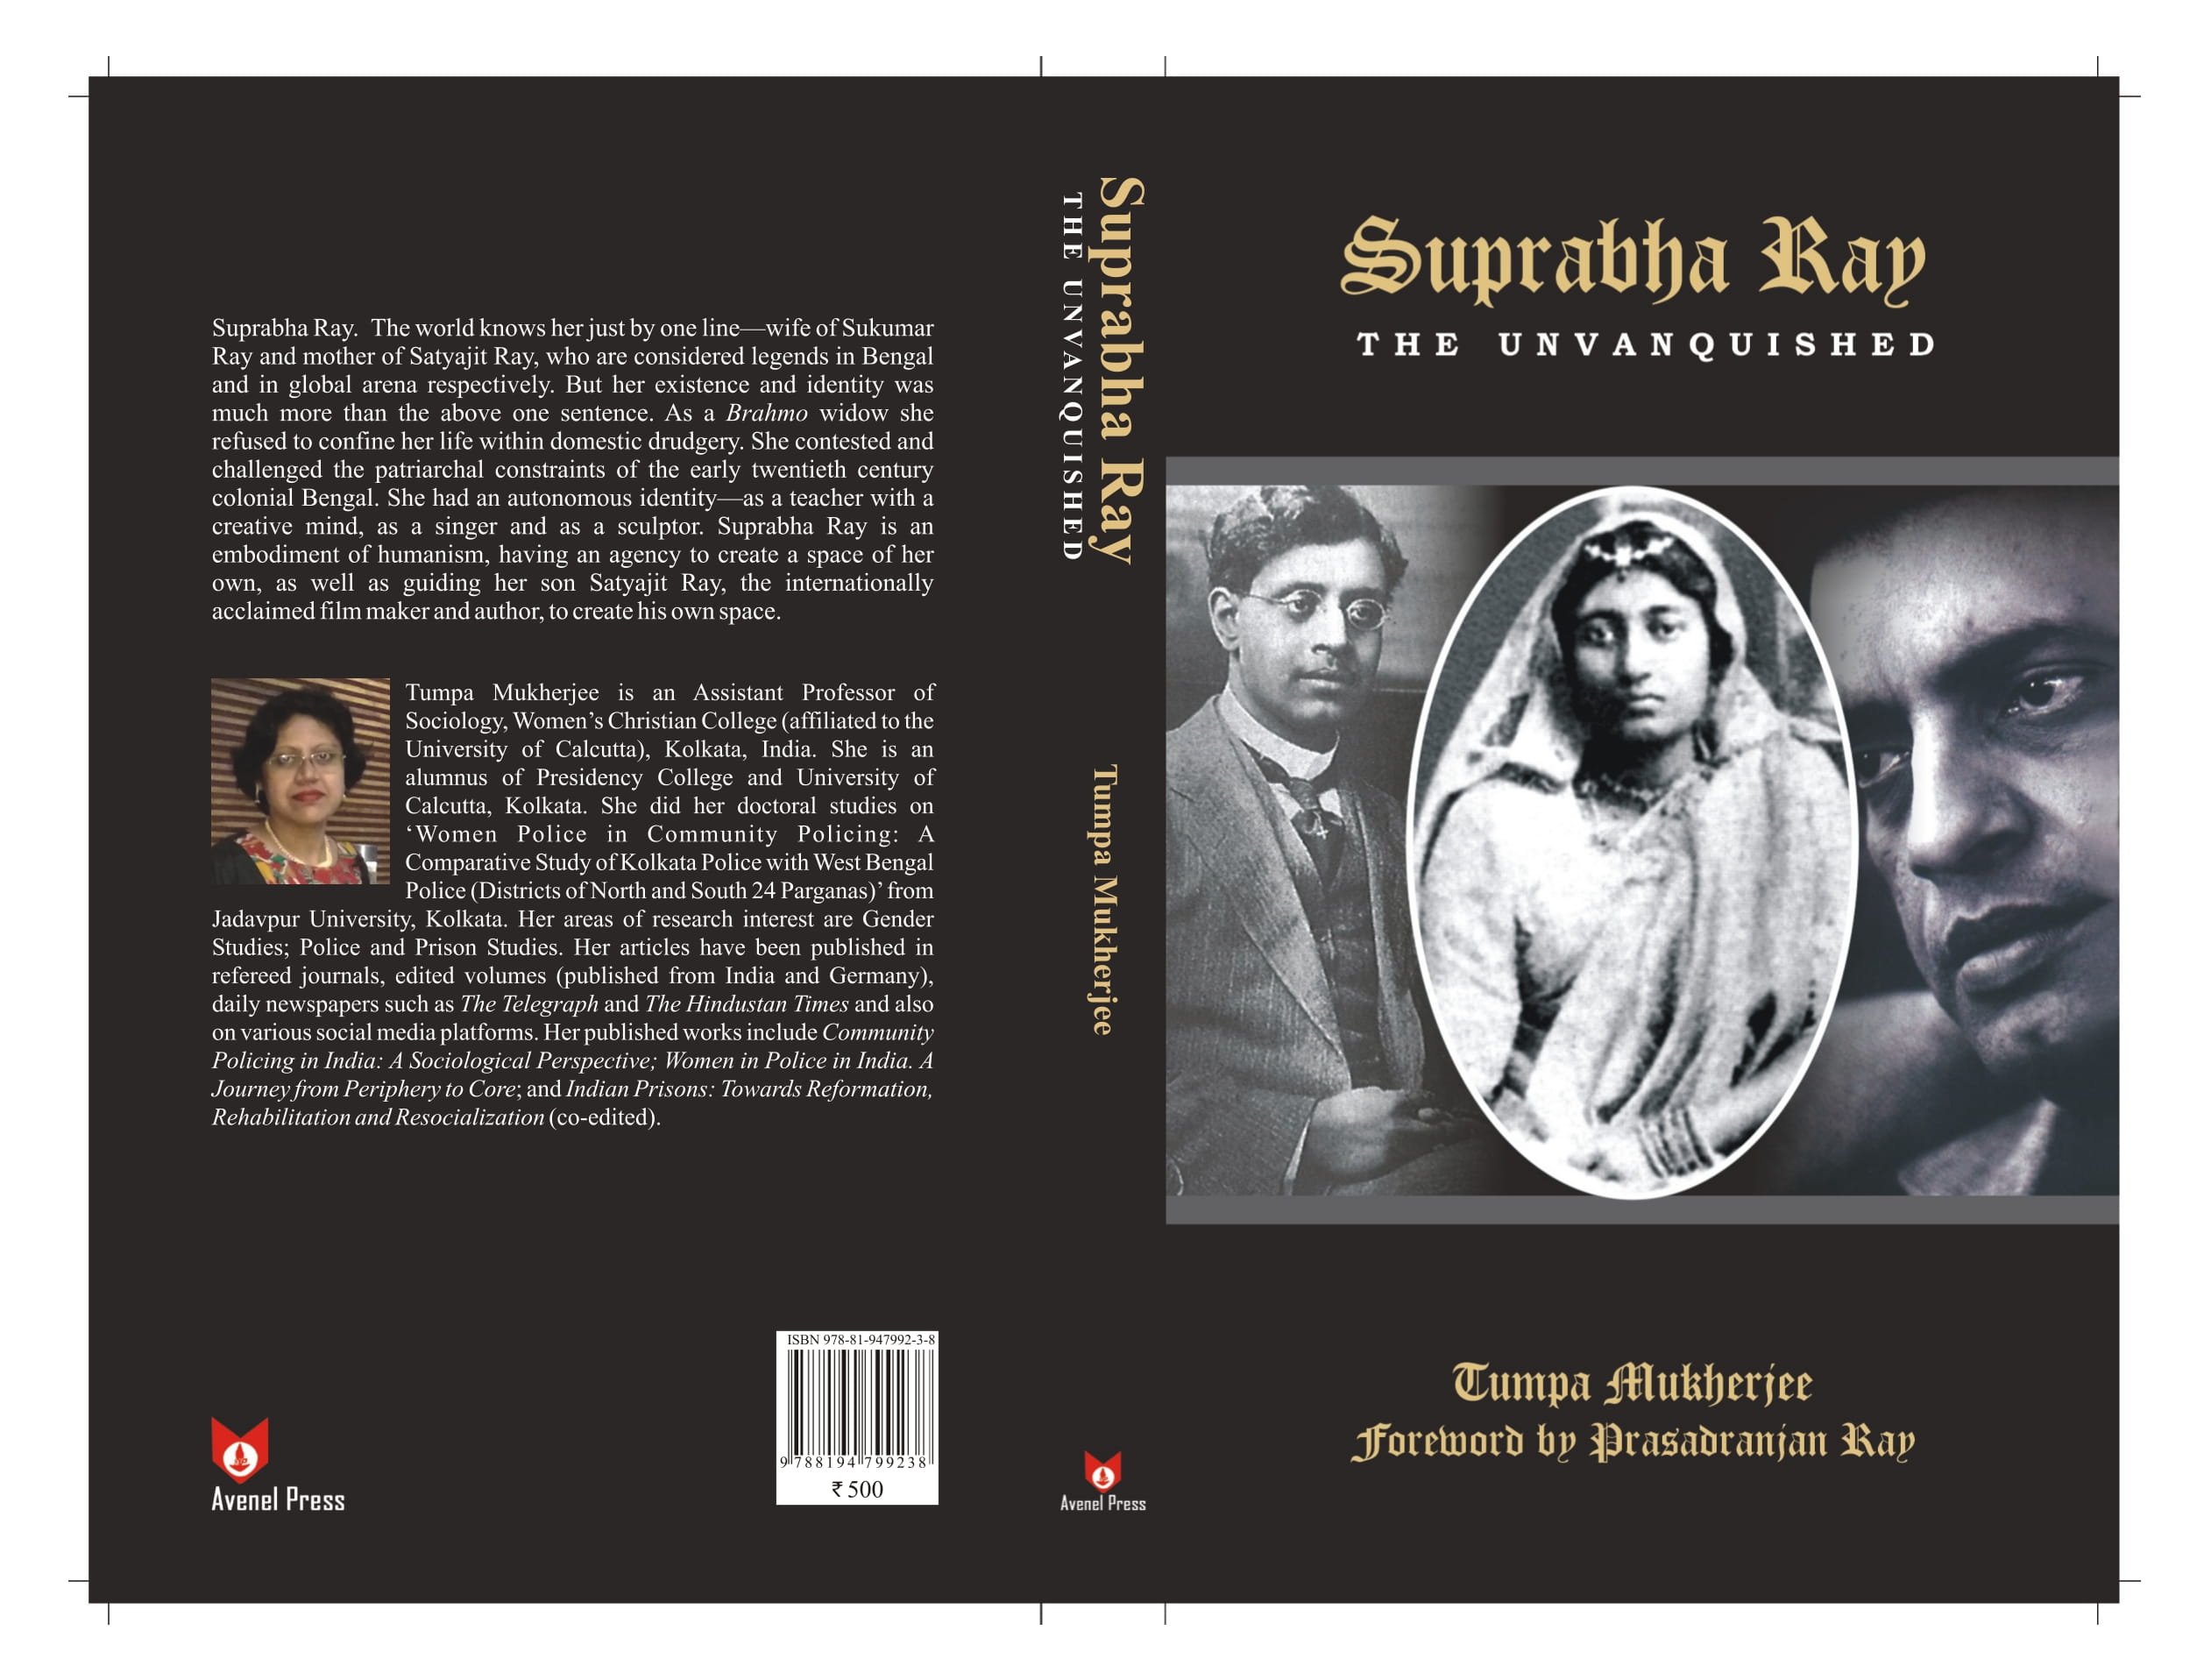 Suprabha Ray.  The world knows her just by one line—wife of Sukumar
Ray and mother of Satyajit Ray, who are considered legends in Bengal
and in global arena respectively. But her existence and identity was
much more than the above one sentence. As a Brahmo widow she
refused to confine her life within domestic drudgery. She contested and
challenged the patriarchal constraints of the early twentieth century
colonial Bengal. She had an autonomous identity—as a teacher with a
creative mind, as a singer and as a sculptor. Suprabha Ray is an
embodiment of humanism, having an agency to create a space of her
own, as well as guiding her son Satyajit Ray, the internationally
acclaimed film maker and author, to create his own space.
Tumpa Mukherjee is an Assistant Professor of
Sociology, Women’s Christian College (affiliated to the
University of Calcutta), Kolkata, India. She is an
alumnus of Presidency College and University of
Calcutta, Kolkata. She did her doctoral studies on
‘Women Police in Community Policing: A
Comparative Study of Kolkata Police with West Bengal
Police (Districts of North and South 24 Parganas)’ from
Jadavpur University, Kolkata. Her areas of research interest are Gender
Studies; Police and Prison Studies. Her articles have been published in
refereed journals, edited volumes (published from India and Germany),
daily newspapers such as The Telegraph and The Hindustan Times and also
on various social media platforms. Her published works include Community
Policing in India: A Sociological Perspective; Women in Police in India. A
Journey from Periphery to Core; and Indian Prisons: Towards Reformation,
Rehabilitation and Resocialization (co-edited).
ISBN 978-81-947992-3-8
9 788194 799238
₹ 500
Avenel Press
Suprabha Ray
THE UNVANQUISHED
Tumpa Mukherjee
Avenel Press
Suprabha Ray
THE UNVANQUISHED
Tumpa Mukherjee
Foreword by Prasadranjan Ray